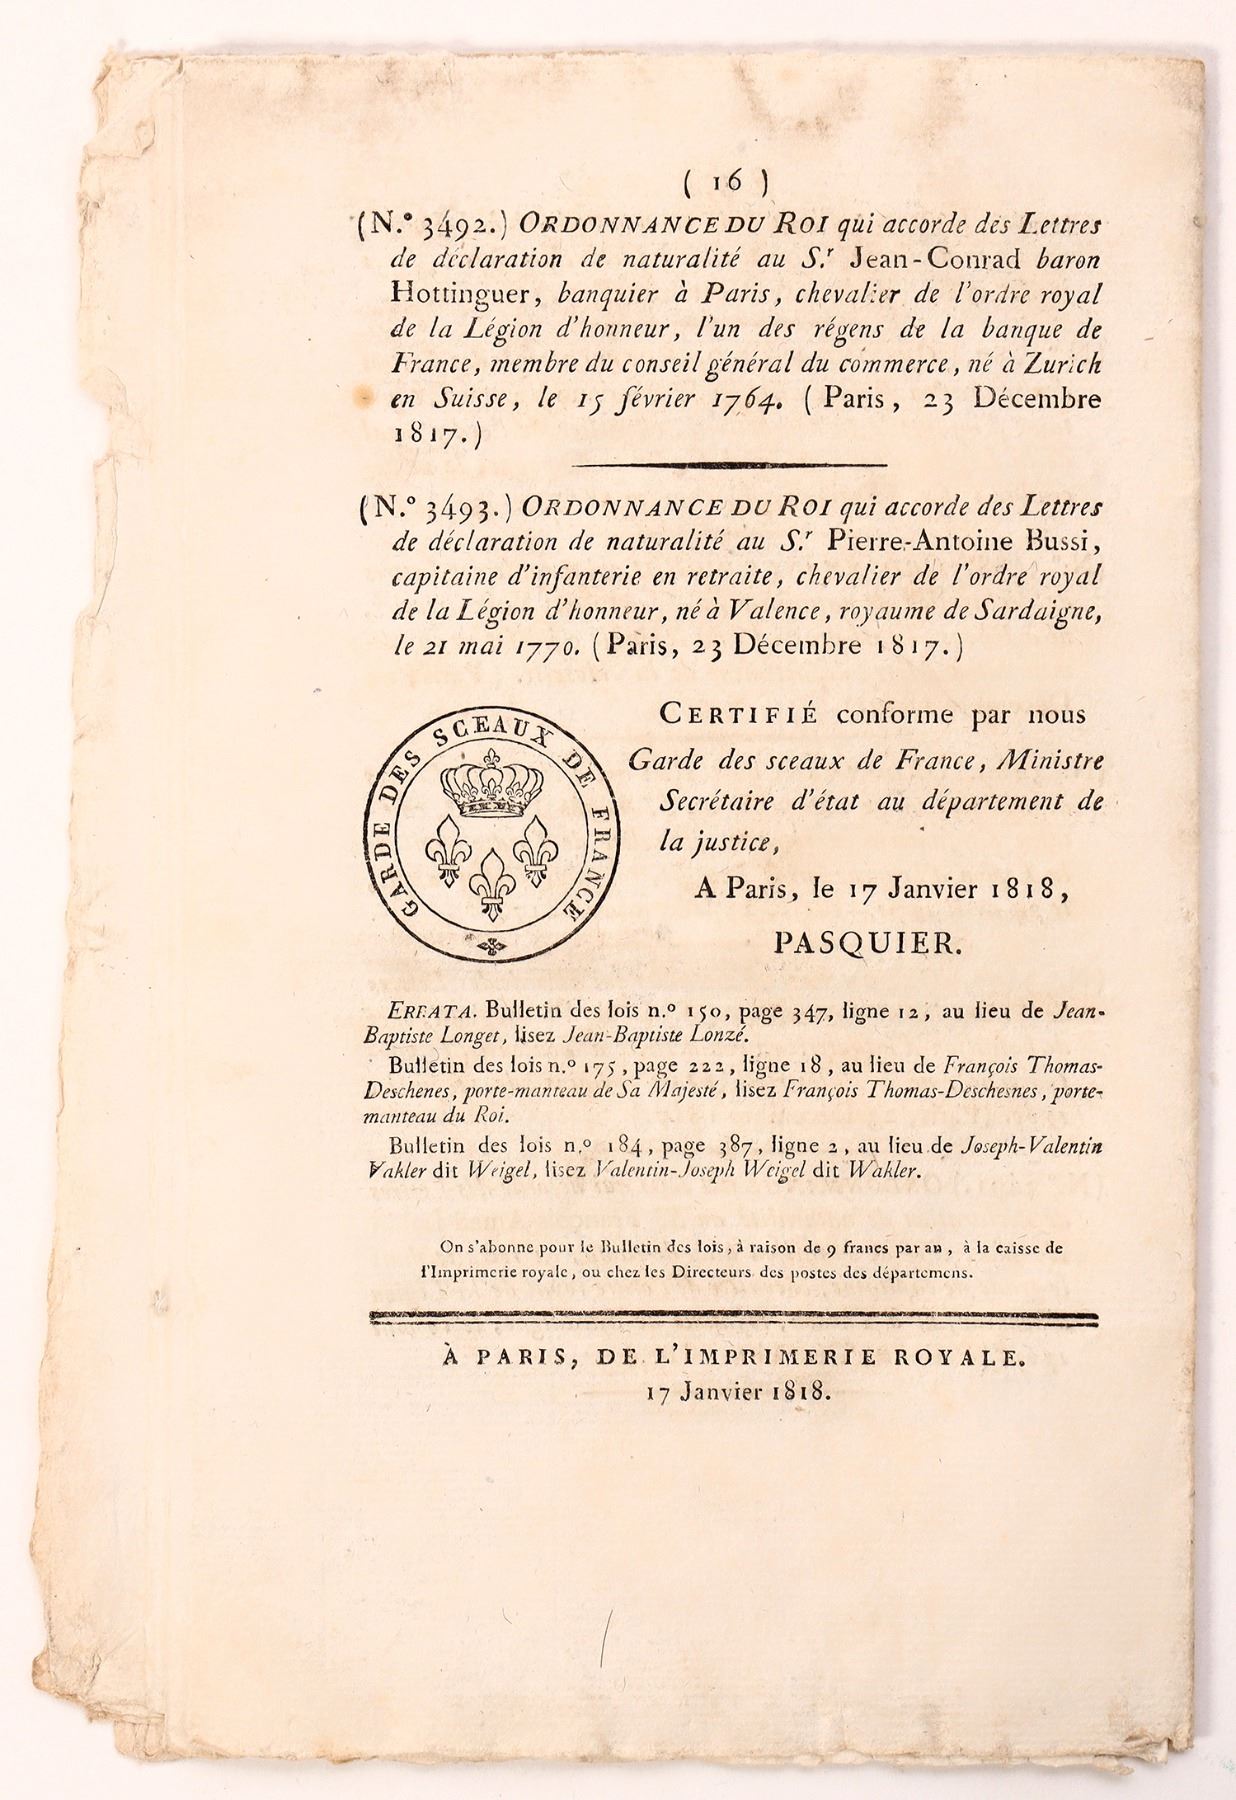 ( 16 )
(N.° 3492.) ORDONNANCE DU ROI qui accorde des Lettres
de déclaration de naturalité au S.r Jean-Conrad baron
Hottinguer, banquier à Paris, chevalier de l'ordre royal
de la Légion d'honneur, l'un des régens de la banque de
France, membre du conseil général du commerce, né à Zurich
en Suisse, le 15 février 1764. ( Paris, 23 Décembre
1817.)
(N.° 3493.) ORDONNANCE DU ROI qui accorde des Lettres
de déclaration de naturalité au S.r Pierre-Antoine Bussi,
capitaine d'infanterie en retraite, chevalier de l'ordre royal
de la Légion d'honneur, né à Valence, royaume de Sardaigne,
le 21 mai 1770. (Paris, 23 Décembre 1817.)
GARDE DES SCEAUX DE FRANCE
CERTIFIÉ conforme par nous
Garde des sceaux de France, Ministre
Secrétaire d'état au département de
la justice,
A Paris, le 17 Janvier 1818,
PASQUIER.
ERRATA. Bulletin des lois n.° 150, page 347, ligne 12, au lieu de Jean-
Baptiste Longet, lisez Jean-Baptiste Lonzé.
Bulletin des lois n.° 175, page 222, ligne 18, au lieu de François Thomas-
Deschenes, porte-manteau de Sa Majesté, lisez François Thomas-Deschesnes, porte-
manteau du Roi.
Bulletin des lois n.° 184, page 387, ligne 2, au lieu de Joseph-Valentin
Vakler dit Weigel, lisez Valentin-Joseph Weigel dit Wakler.
On s'abonne pour le Bulletin des lois, à raison de 9 francs par an, à la caisse de
l'Imprimerie royale, ou chez les Directeurs des postes des départemens.
À PARIS, DE L'IMPRIMERIE ROYALE.
17 Janvier 1818.